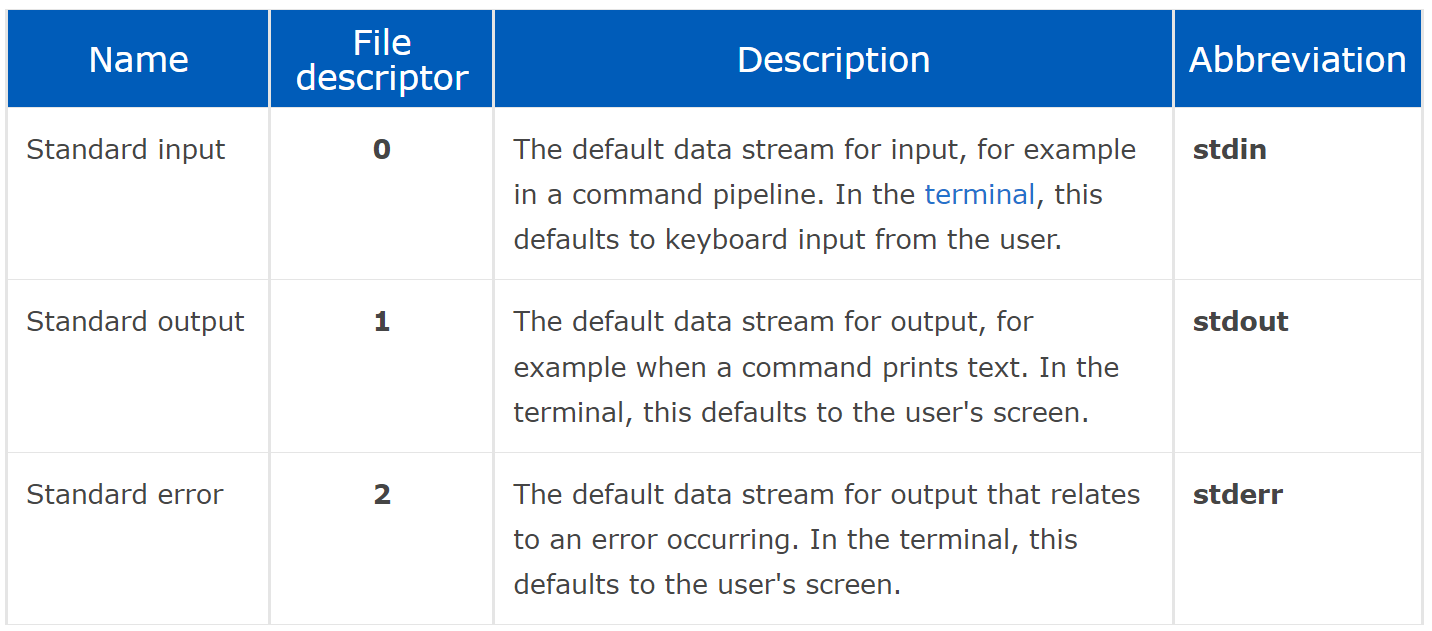 Name
File
descriptor
Description
Abbreviation
Standard input
0
The default data stream for input, for example
in a command pipeline. In the terminal, this
defaults to keyboard input from the user.
stdin
Standard output
1
The default data stream for output, for
example when a command prints text. In the
terminal, this defaults to the user's screen.
stdout
Standard error
2
The default data stream for output that relates
to an error occurring. In the terminal, this
defaults to the user's screen.
stderr